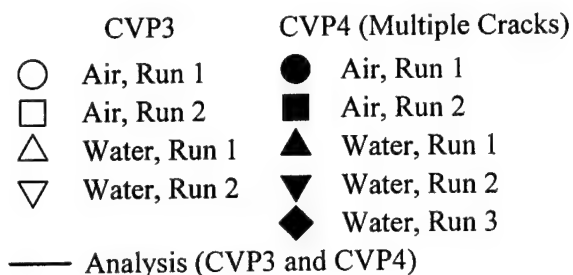 CVP3 CVP4 (Multiple Cracks)
Air, Run 1 Air, Run 1
Air, Run 2 Air, Run 2
Water, Run 1 Water, Run 1
Water, Run 2 Water, Run 2
Water, Run 3
Analysis (CVP3 and CVP4)